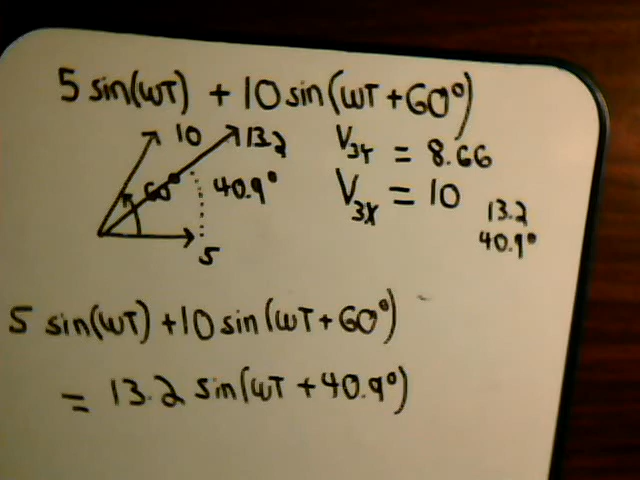 5 sin(ωT) + 10 sin(ωT + 60°)
10
13.2
60°
40.9°
5
V3Y = 8.66
V3X = 10
13.2
40.9°
5 sin(ωT) + 10 sin(ωT + 60°)
= 13.2 sin(ωT + 40.9°)